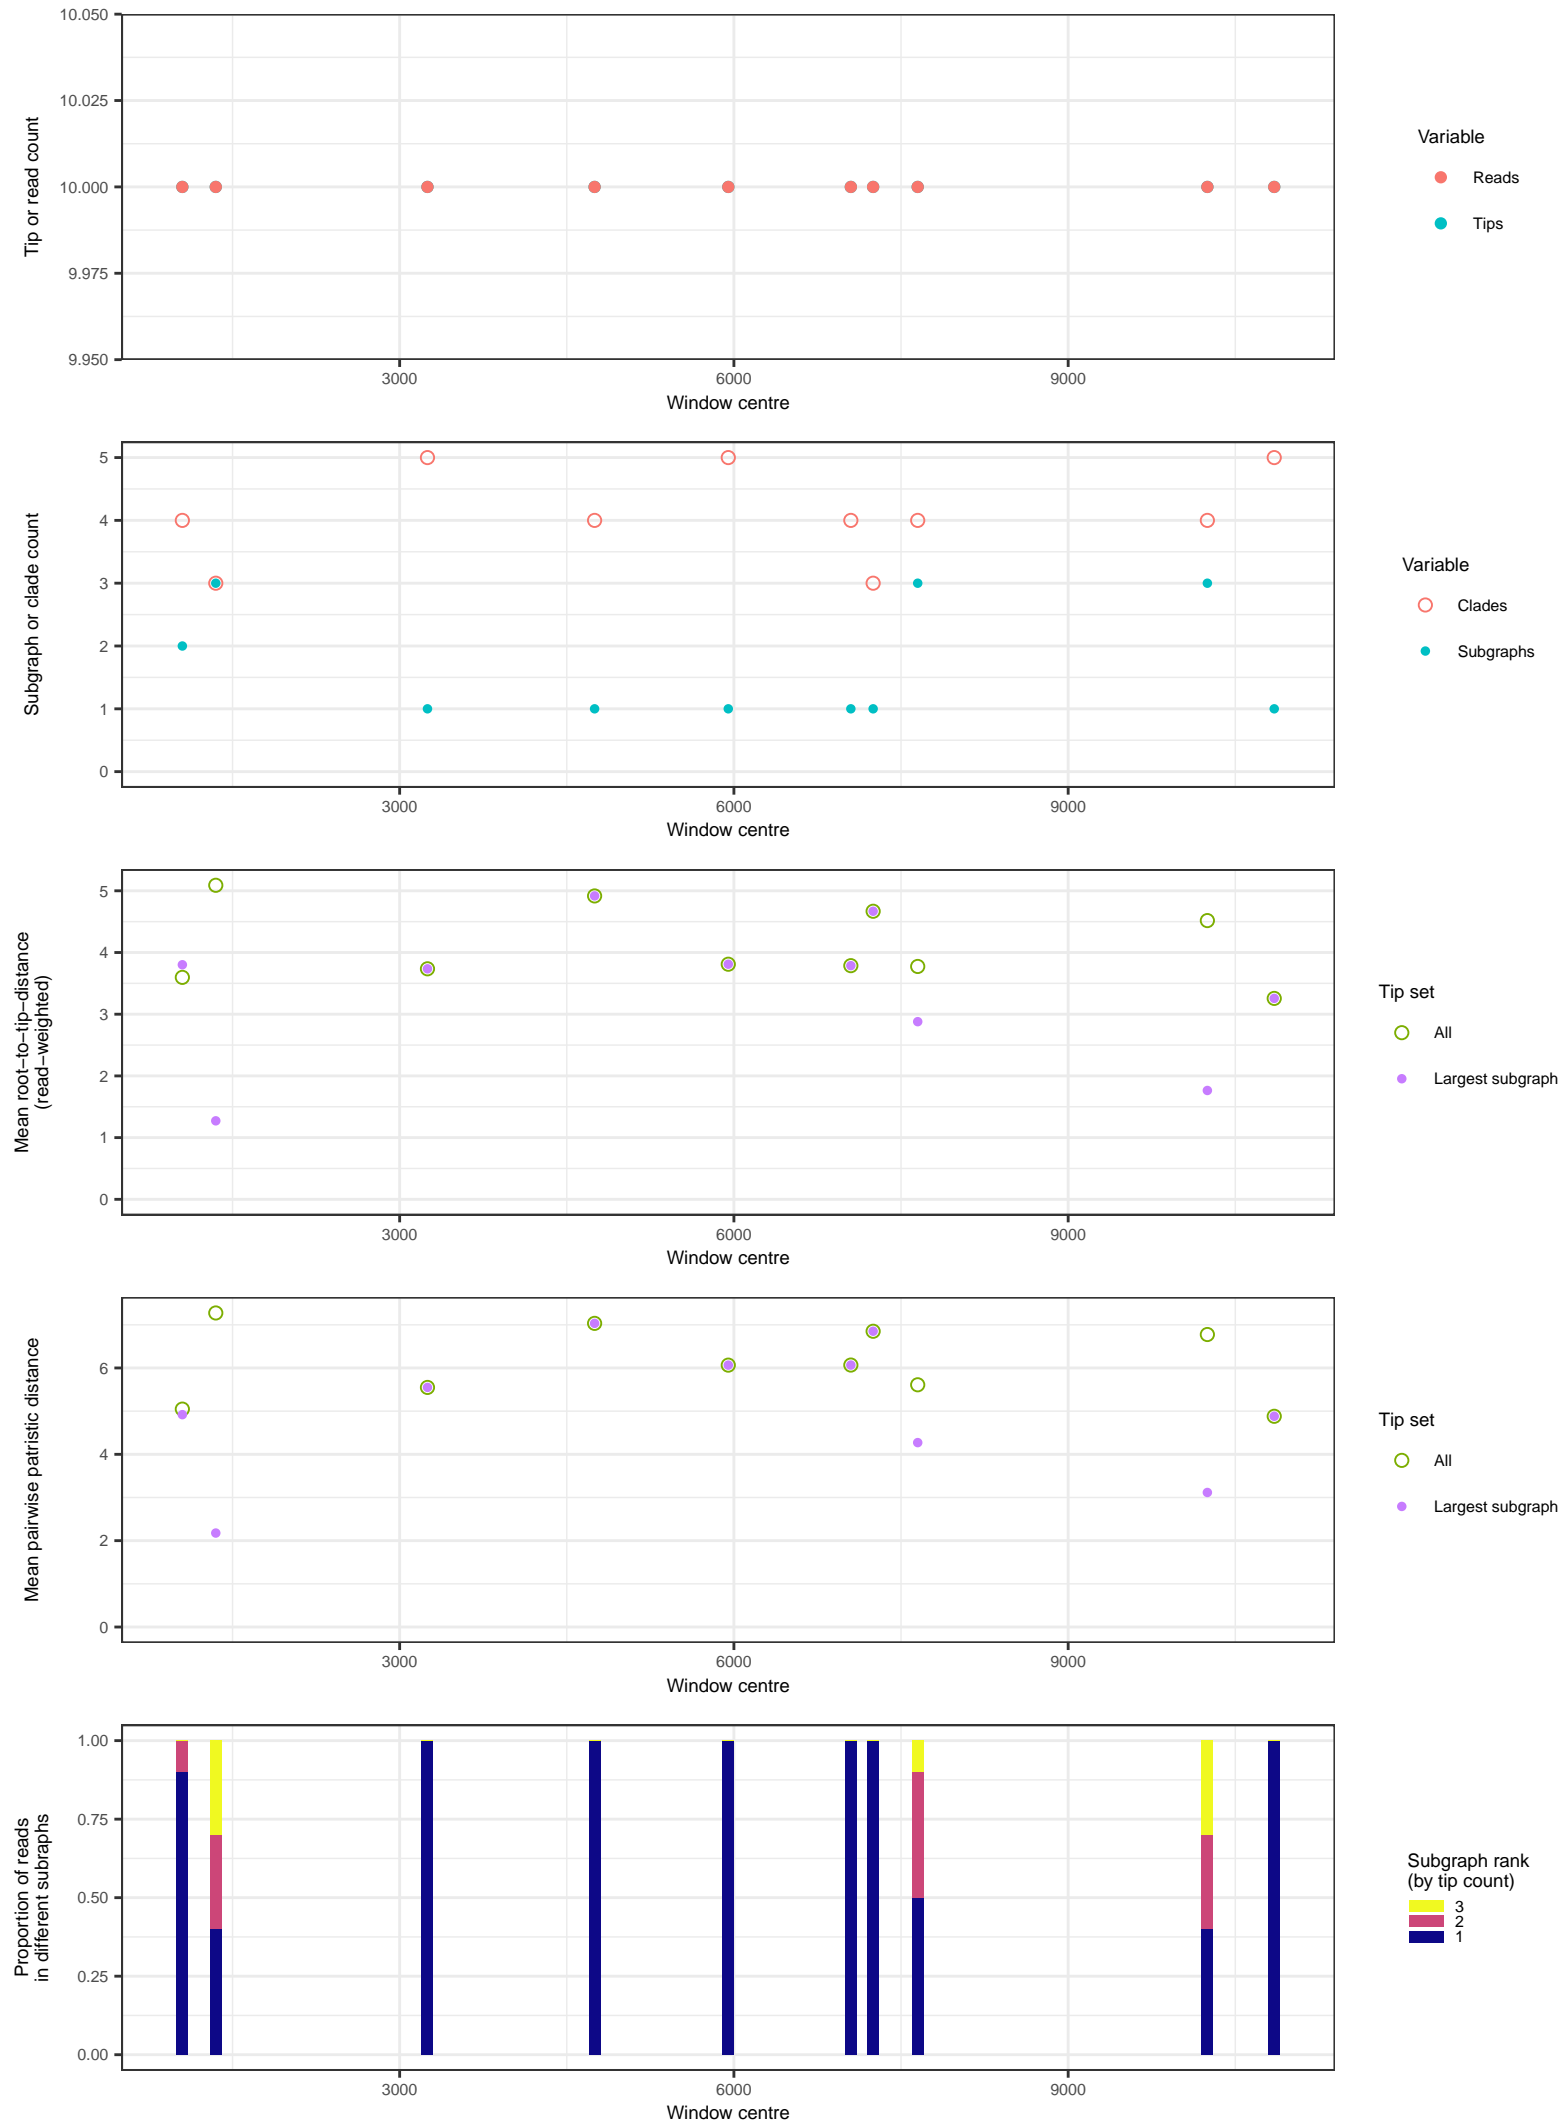 10.050
10.025
10.000
9.975
9.950
Tip or read count
3000
6000
9000
Window centre
Variable
Reads
Tips
5
4
3
2
1
0
Subgraph or clade count
3000
6000
9000
Window centre
Variable
Clades
Subgraphs
5
4
3
2
1
0
Mean root−to−tip−distance
(read−weighted)
3000
6000
9000
Window centre
Tip set
All
Largest subgraph
6
4
2
0
Mean pairwise patristic distance
3000
6000
9000
Window centre
Tip set
All
Largest subgraph
1.00
0.75
0.50
0.25
0.00
Proportion of reads
in different subraphs
3000
6000
9000
Window centre
Subgraph rank
(by tip count)
3
2
1